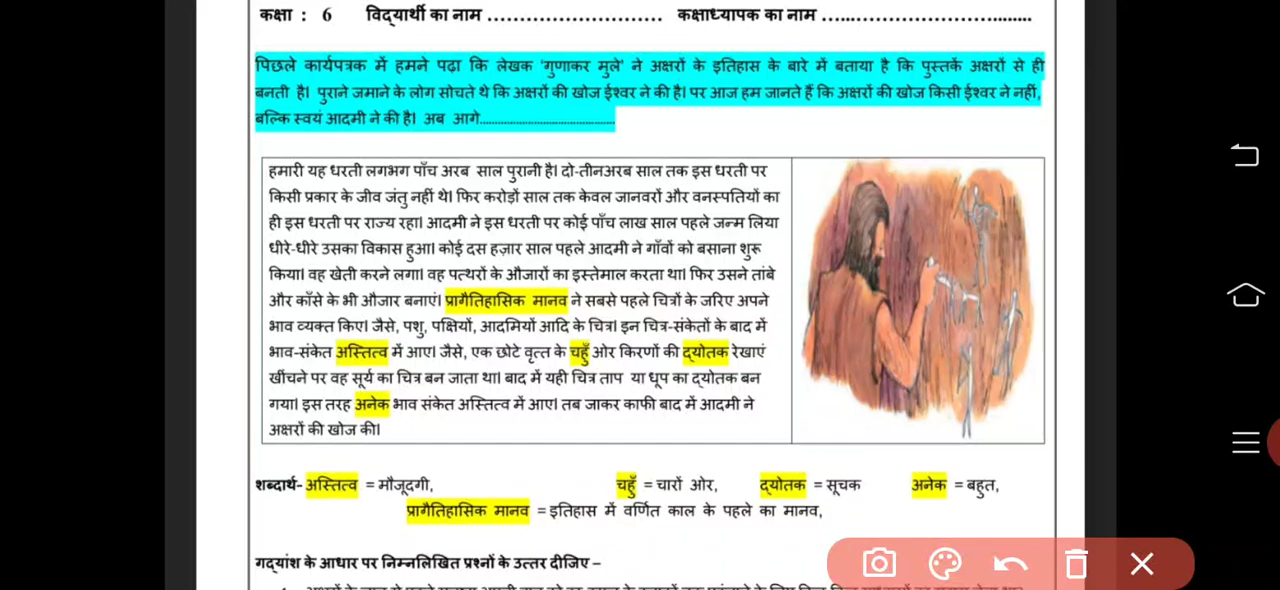 कक्षा : 6 विद्यार्थी का नाम ........................... कक्षाध्यापक का नाम ................................
पिछले कार्यपत्रक में हमने पढ़ा कि लेखक 'गुणाकर मुले' ने अक्षरों के इतिहास के बारे में बताया है कि पुस्तकें अक्षरों से ही
बनती है। पुराने जमाने के लोग सोचते थे कि अक्षरों की खोज ईश्वर ने की है। पर आज हम जानते हैं कि अक्षरों की खोज किसी ईश्वर ने नहीं,
बल्कि स्वयं आदमी ने की है। अब आगे.............................................
हमारी यह धरती लगभग पाँच अरब साल पुरानी है। दो-तीनअरब साल तक इस धरती पर
किसी प्रकार के जीव जंतु नहीं थे। फिर करोड़ों साल तक केवल जानवरों और वनस्पतियों का
ही इस धरती पर राज्य रहा। आदमी ने इस धरती पर कोई पाँच लाख साल पहले जन्म लिया
धीरे-धीरे उसका विकास हुआ। कोई दस हज़ार साल पहले आदमी ने गाँवों को बसाना शुरू
किया। वह खेती करने लगा। वह पत्थरों के औजारों का इस्तेमाल करता था। फिर उसने तांबे
और काँसे के भी औजार बनाएं। प्रागैतिहासिक मानव ने सबसे पहले चित्रों के जरिए अपने
भाव व्यक्त किए। जैसे, पशु, पक्षियों, आदमियों आदि के चित्र। इन चित्र-संकेतों के बाद में
भाव-संकेत अस्तित्व में आए। जैसे, एक छोटे वृत्त के चहुँ ओर किरणों की द्योतक रेखाएं
खींचने पर वह सूर्य का चित्र बन जाता था। बाद में यही चित्र ताप या धूप का द्योतक बन
गया। इस तरह अनेक भाव संकेत अस्तित्व में आए। तब जाकर काफी बाद में आदमी ने
अक्षरों की खोज की।
शब्दार्थ- अस्तित्व = मौजूदगी, चहुँ = चारों ओर, द्योतक = सूचक अनेक = बहुत,
प्रागैतिहासिक मानव = इतिहास में वर्णित काल के पहले का मानव,
गद्यांश के आधार पर निम्नलिखित प्रश्नों के उत्तर दीजिए –